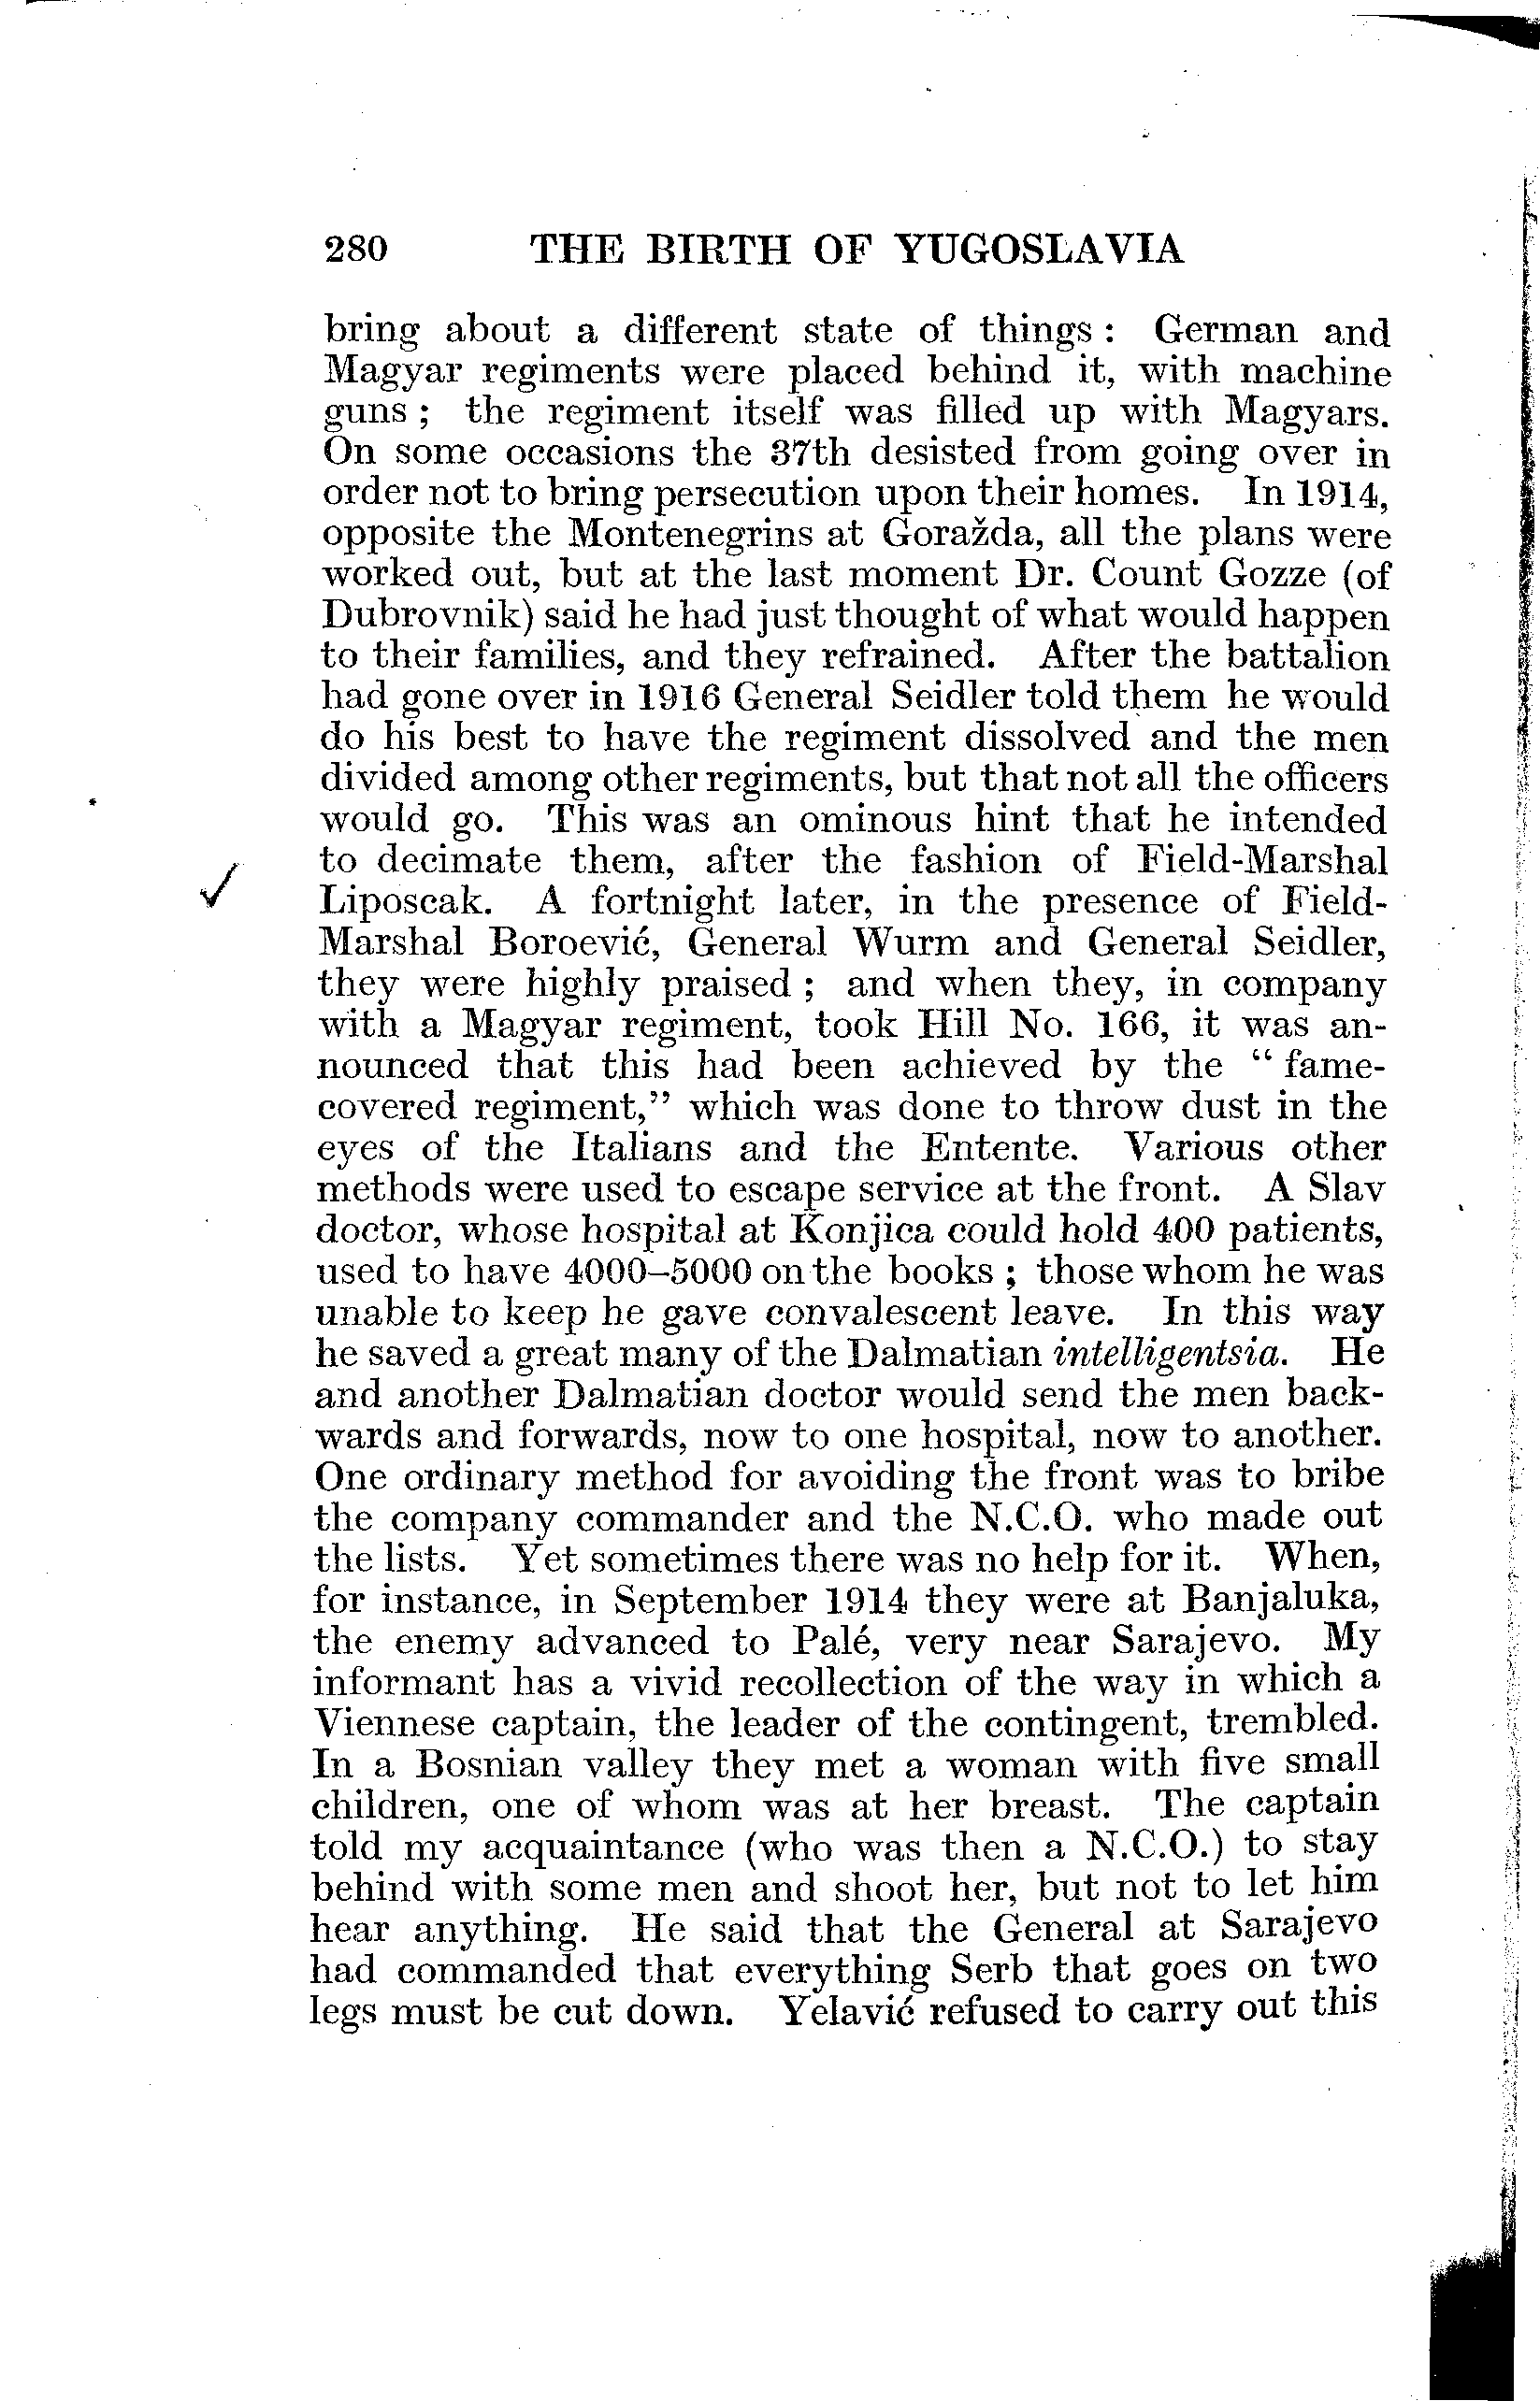 280 THE BIRTH OF YUGOSLAVIA
bring about a different state of things : German and
Magyar regiments were placed behind it, with machine
guns ; the regiment itself was filled up with Magyars.
On some occasions the 37th desisted from going over in
order not to bring persecution upon their homes. In 1914,
opposite the Montenegrins at Goražda, all the plans were
worked out, but at the last moment Dr. Count Gozze (of
Dubrovnik) said he had just thought of what would happen
to their families, and they refrained. After the battalion
had gone over in 1916 General Seidler told them he would
do his best to have the regiment dissolved and the men
divided among other regiments, but that not all the officers
would go. This was an ominous hint that he intended
to decimate them, after the fashion of Field-Marshal
Liposcak. A fortnight later, in the presence of Field-
Marshal Boroević, General Wurm and General Seidler,
they were highly praised ; and when they, in company
with a Magyar regiment, took Hill No. 166, it was an-
nounced that this had been achieved by the “ fame-
covered regiment,” which was done to throw dust in the
eyes of the Italians and the Entente. Various other
methods were used to escape service at the front. A Slav
doctor, whose hospital at Konjica could hold 400 patients,
used to have 4000–5000 on the books ; those whom he was
unable to keep he gave convalescent leave. In this way
he saved a great many of the Dalmatian intelligentsia. He
and another Dalmatian doctor would send the men back-
wards and forwards, now to one hospital, now to another.
One ordinary method for avoiding the front was to bribe
the company commander and the N.C.O. who made out
the lists. Yet sometimes there was no help for it. When,
for instance, in September 1914 they were at Banjaluka,
the enemy advanced to Palé, very near Sarajevo. My
informant has a vivid recollection of the way in which a
Viennese captain, the leader of the contingent, trembled.
In a Bosnian valley they met a woman with five small
children, one of whom was at her breast. The captain
told my acquaintance (who was then a N.C.O.) to stay
behind with some men and shoot her, but not to let him
hear anything. He said that the General at Sarajevo
had commanded that everything Serb that goes on two
legs must be cut down. Yelavić refused to carry out this